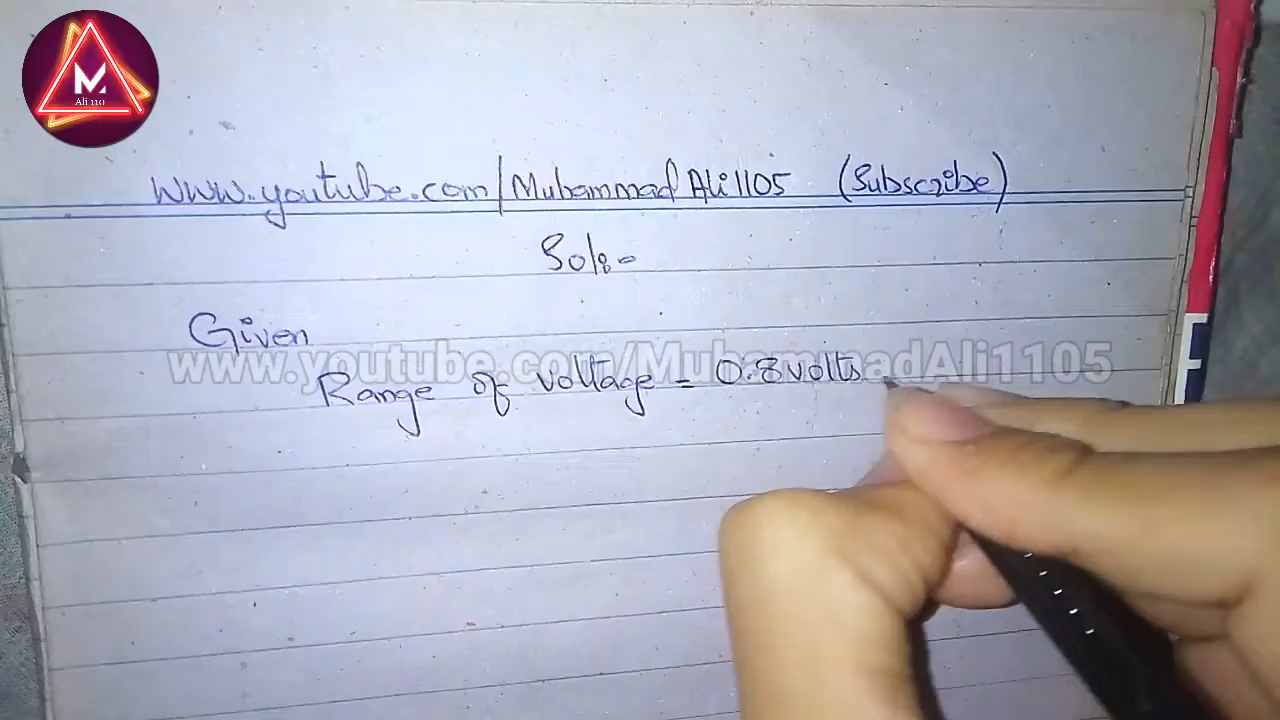 M
Ali 110
www.youtube.com/MuhammadAli1105 (Subscribe)
Sol:-
Given
www.youtube.com/MuhammadAli1105
Range of voltage = 0.8 volts